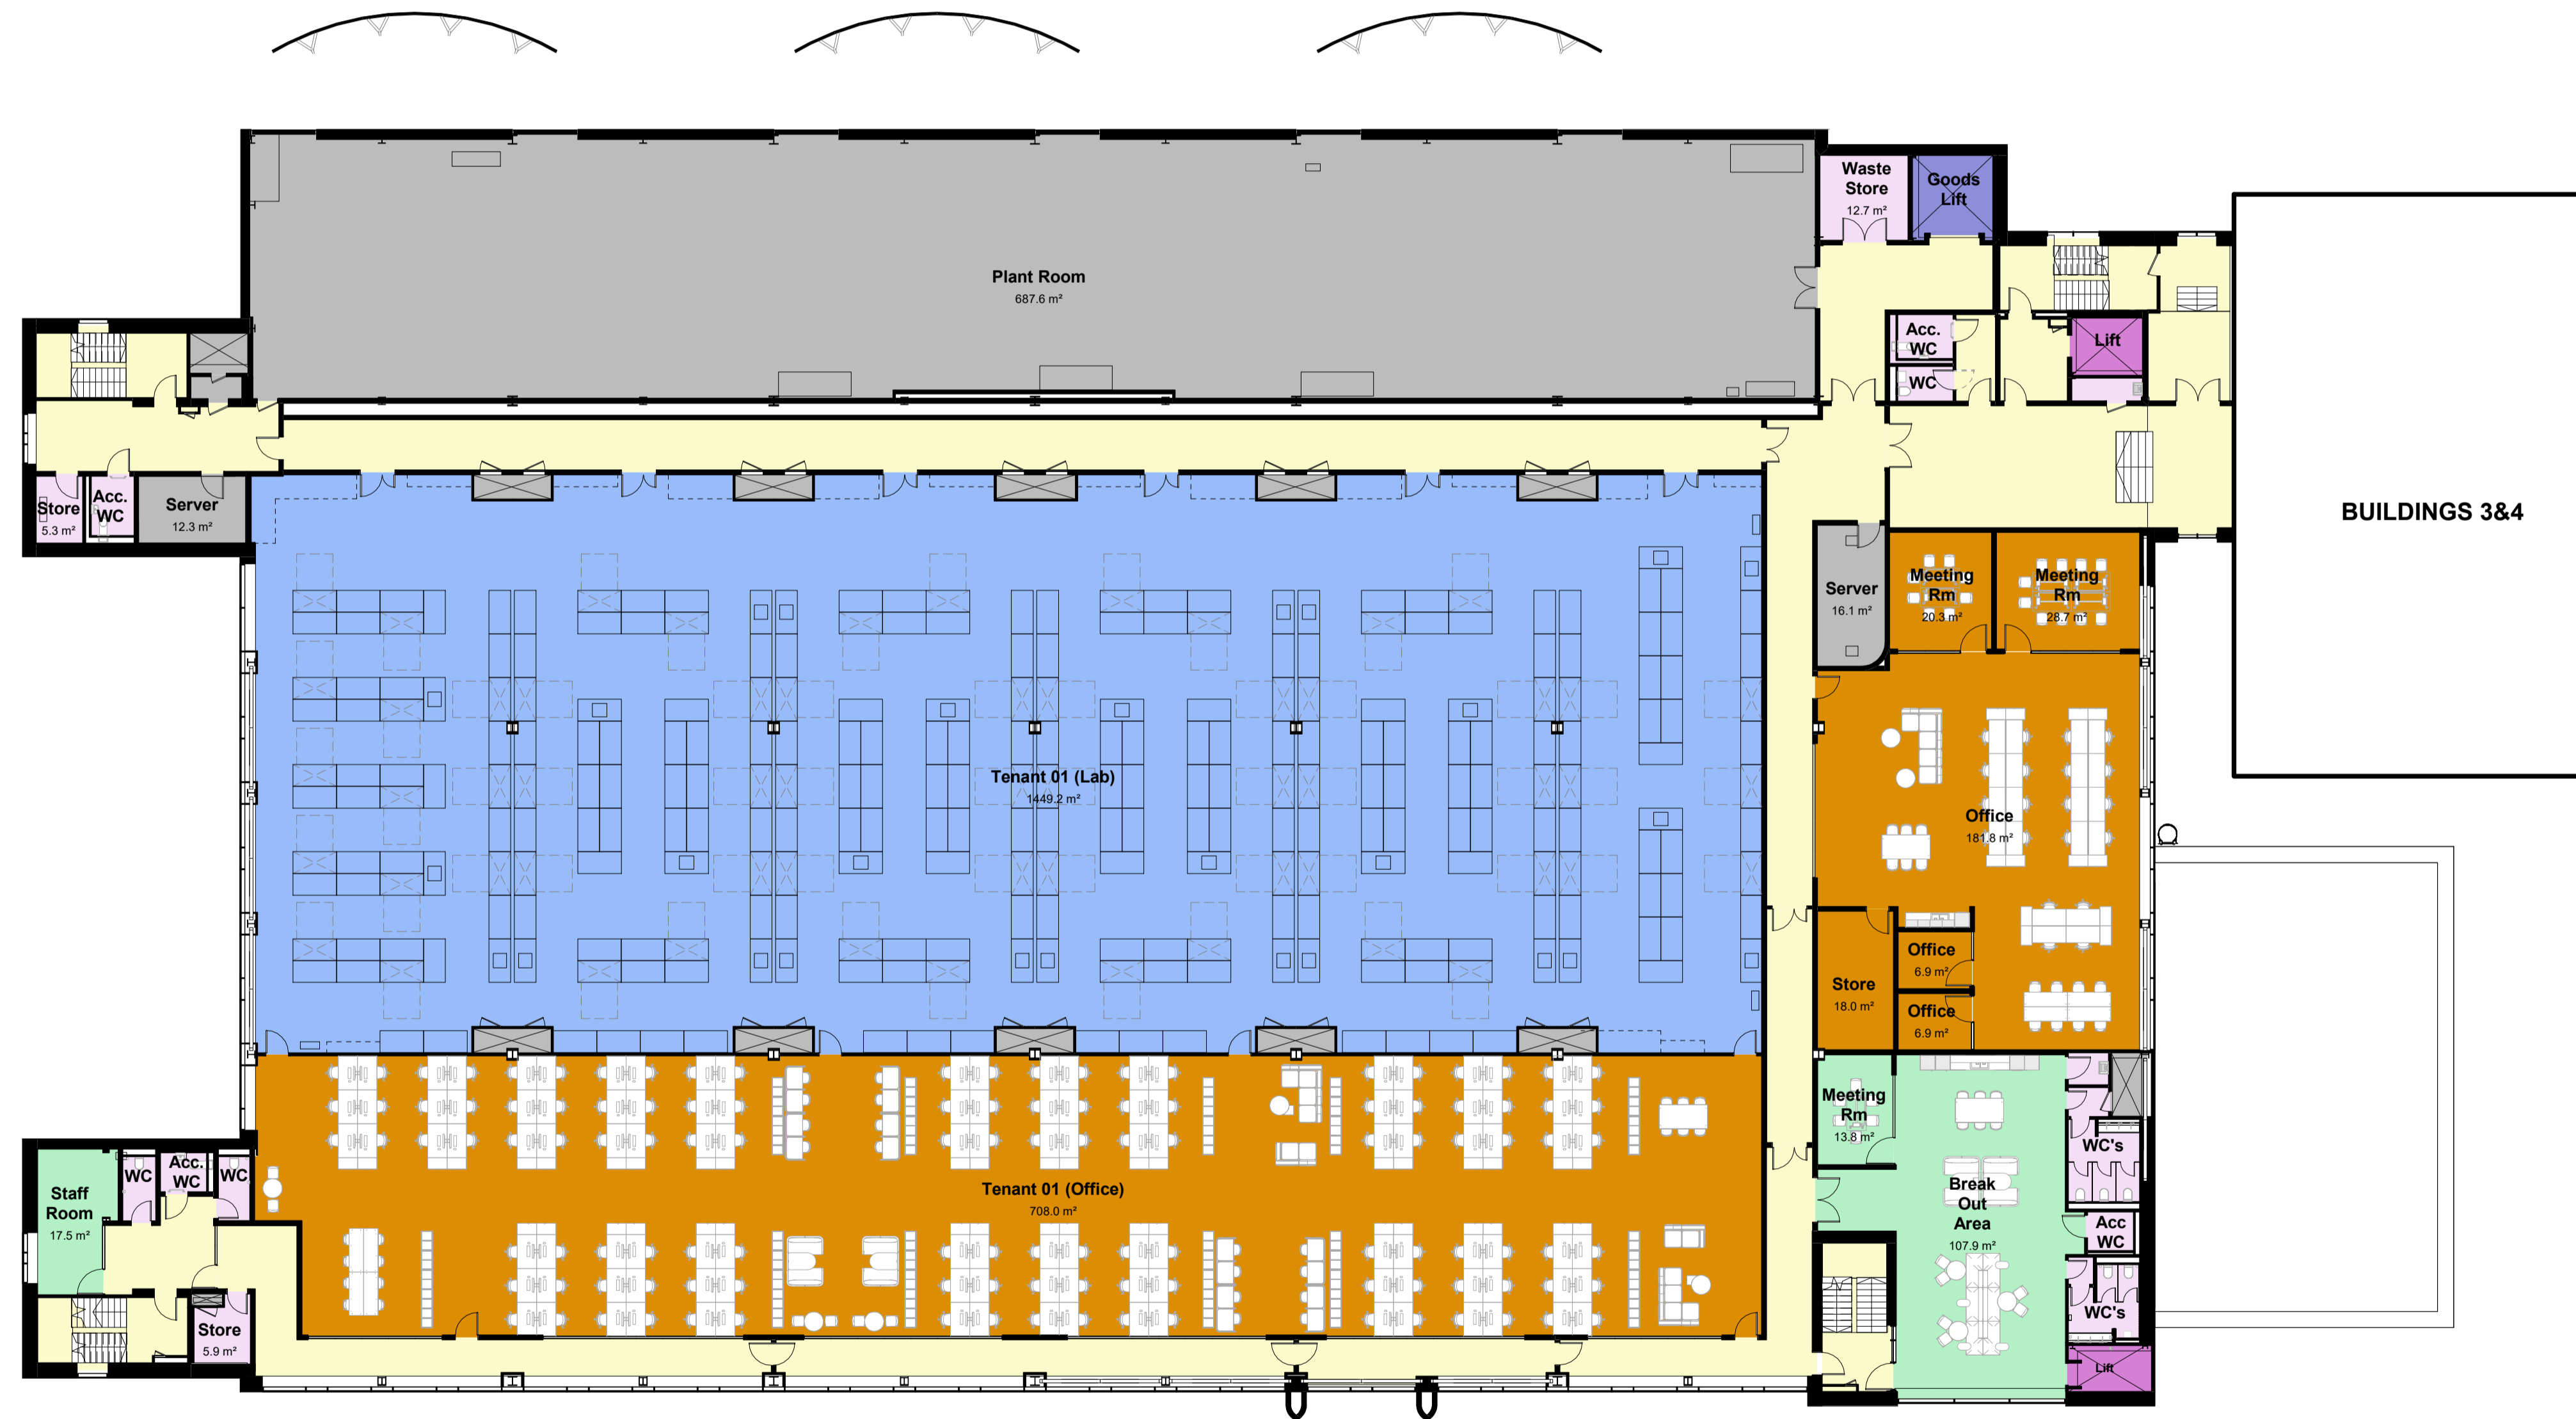 Waste
Store
12.7 m²
Goods
Lift
Plant Room
687.6 m²
Acc.
WC
Lift
WC
Store
5.3 m²
Acc.
WC
Server
12.3 m²
BUILDINGS 3&4
Server
16.1 m²
Meeting
Rm
20.3 m²
Meeting
Rm
28.7 m²
Tenant 01 (Lab)
1449.2 m²
Office
181.8 m²
Office
6.9 m²
Store
18.0 m²
Office
6.9 m²
Meeting
Rm
13.8 m²
WC's
Staff
Room
17.5 m²
WC
Acc.
WC
WC
Tenant 01 (Office)
708.0 m²
Break
Out
Area
107.9 m²
Acc
WC
WC's
Store
5.9 m²
Lift